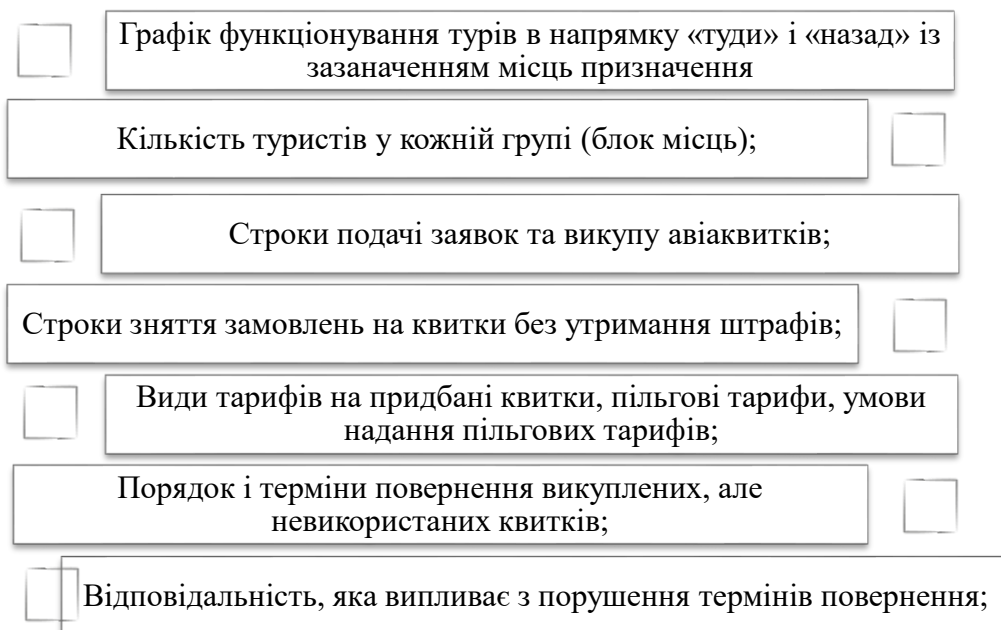 Графік функціонування турів в напрямку «туди» і «назад» із
зазаначенням місць призначення
Кількість туристів у кожній групі (блок місць);
Строки подачі заявок та викупу авіаквитків;
Строки зняття замовлень на квитки без утримання штрафів;
Види тарифів на придбані квитки, пільгові тарифи, умови
надання пільгових тарифів;
Порядок і терміни повернення викуплених, але
невикористаних квитків;
Відповідальність, яка випливає з порушення термінів повернення;